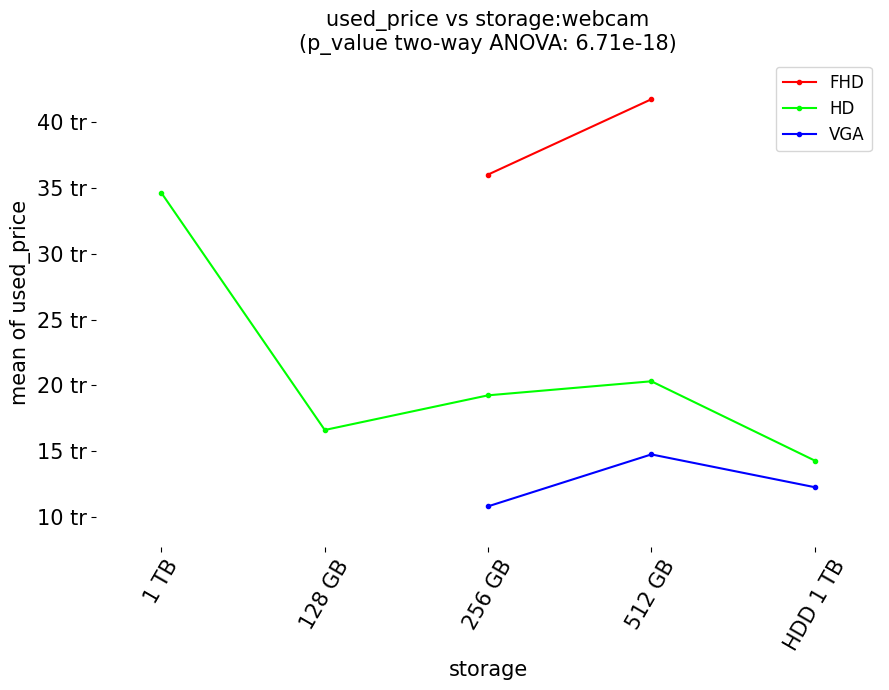 used_price vs storage:webcam
(p_value two-way ANOVA: 6.71e-18)
FHD
HD
VGA
40 tr
35 tr
30 tr
25 tr
20 tr
15 tr
10 tr
mean of used_price
1 TB
128 GB
256 GB
512 GB
HDD 1 TB
storage